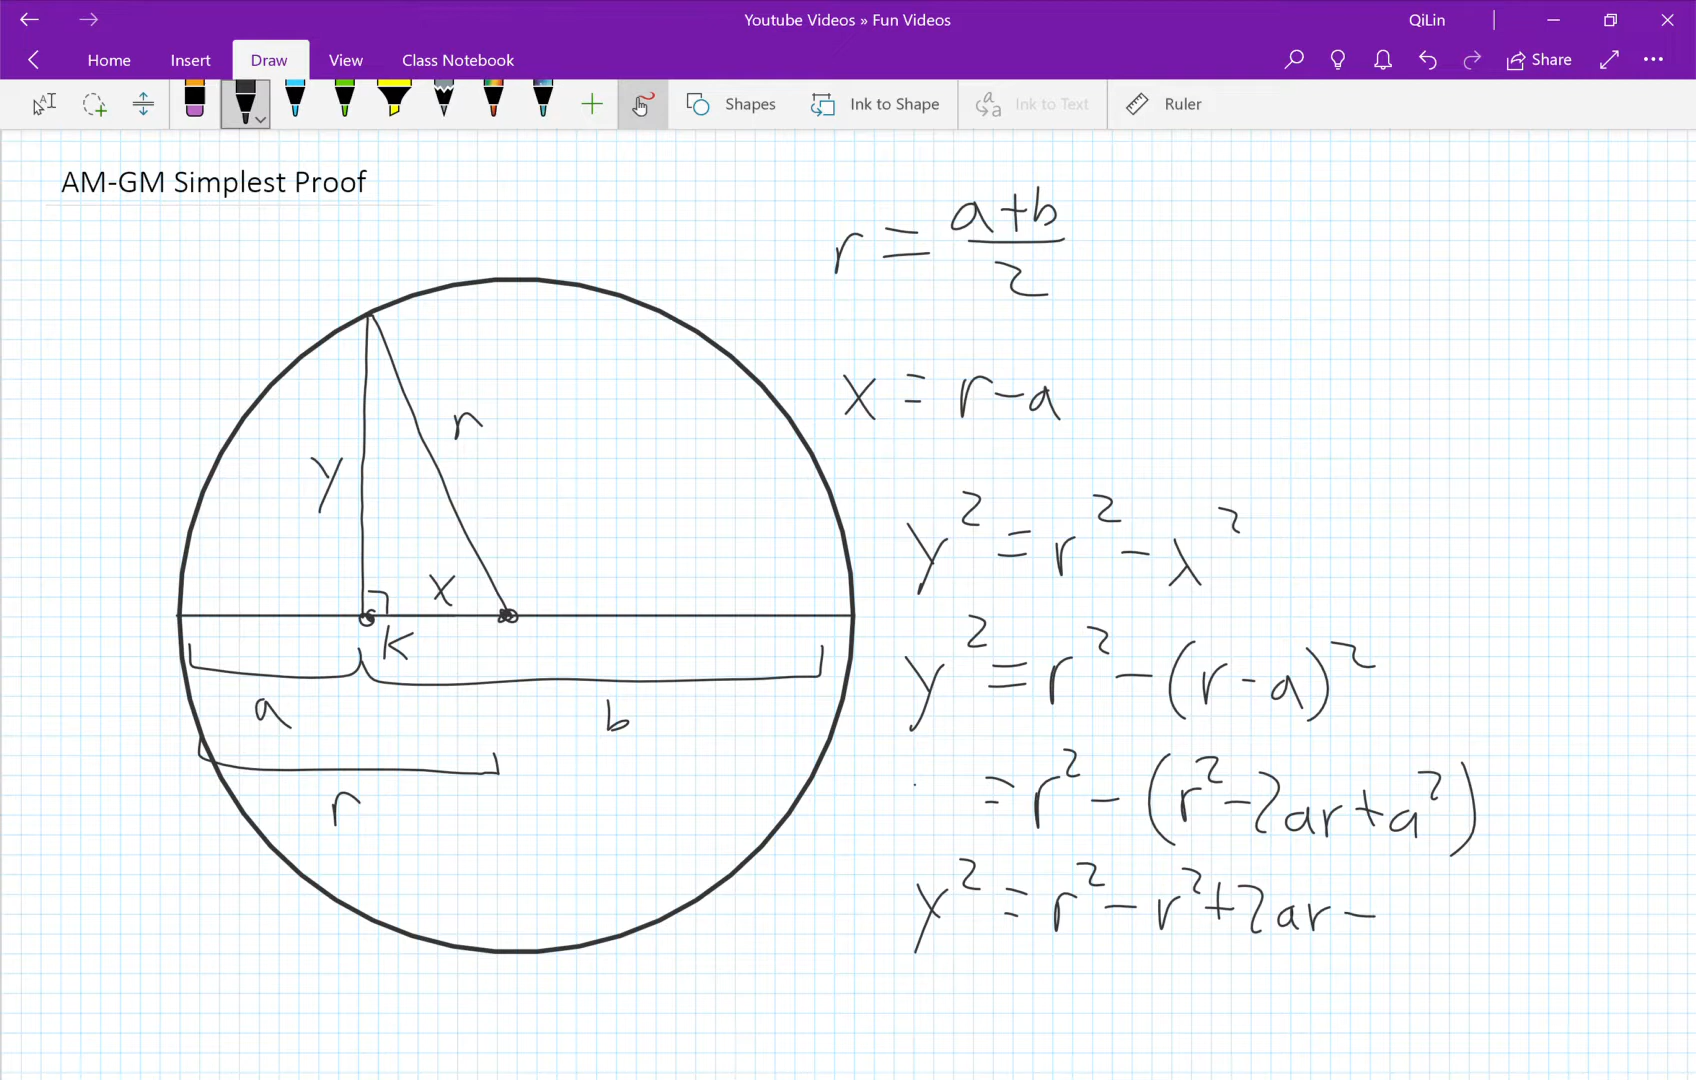 Youtube Videos » Fun Videos
QiLin
Home Insert Draw View Class Notebook
Share
Shapes Ink to Shape Ink to Text Ruler
AM-GM Simplest Proof
r = a+b
2
x = r-a
r
y
x
K
a
b
r
y² = r² - x²
y² = r² - (r-a)²
= r² - (r² - 2ar + a²)
y² = r² - r² + 2ar -